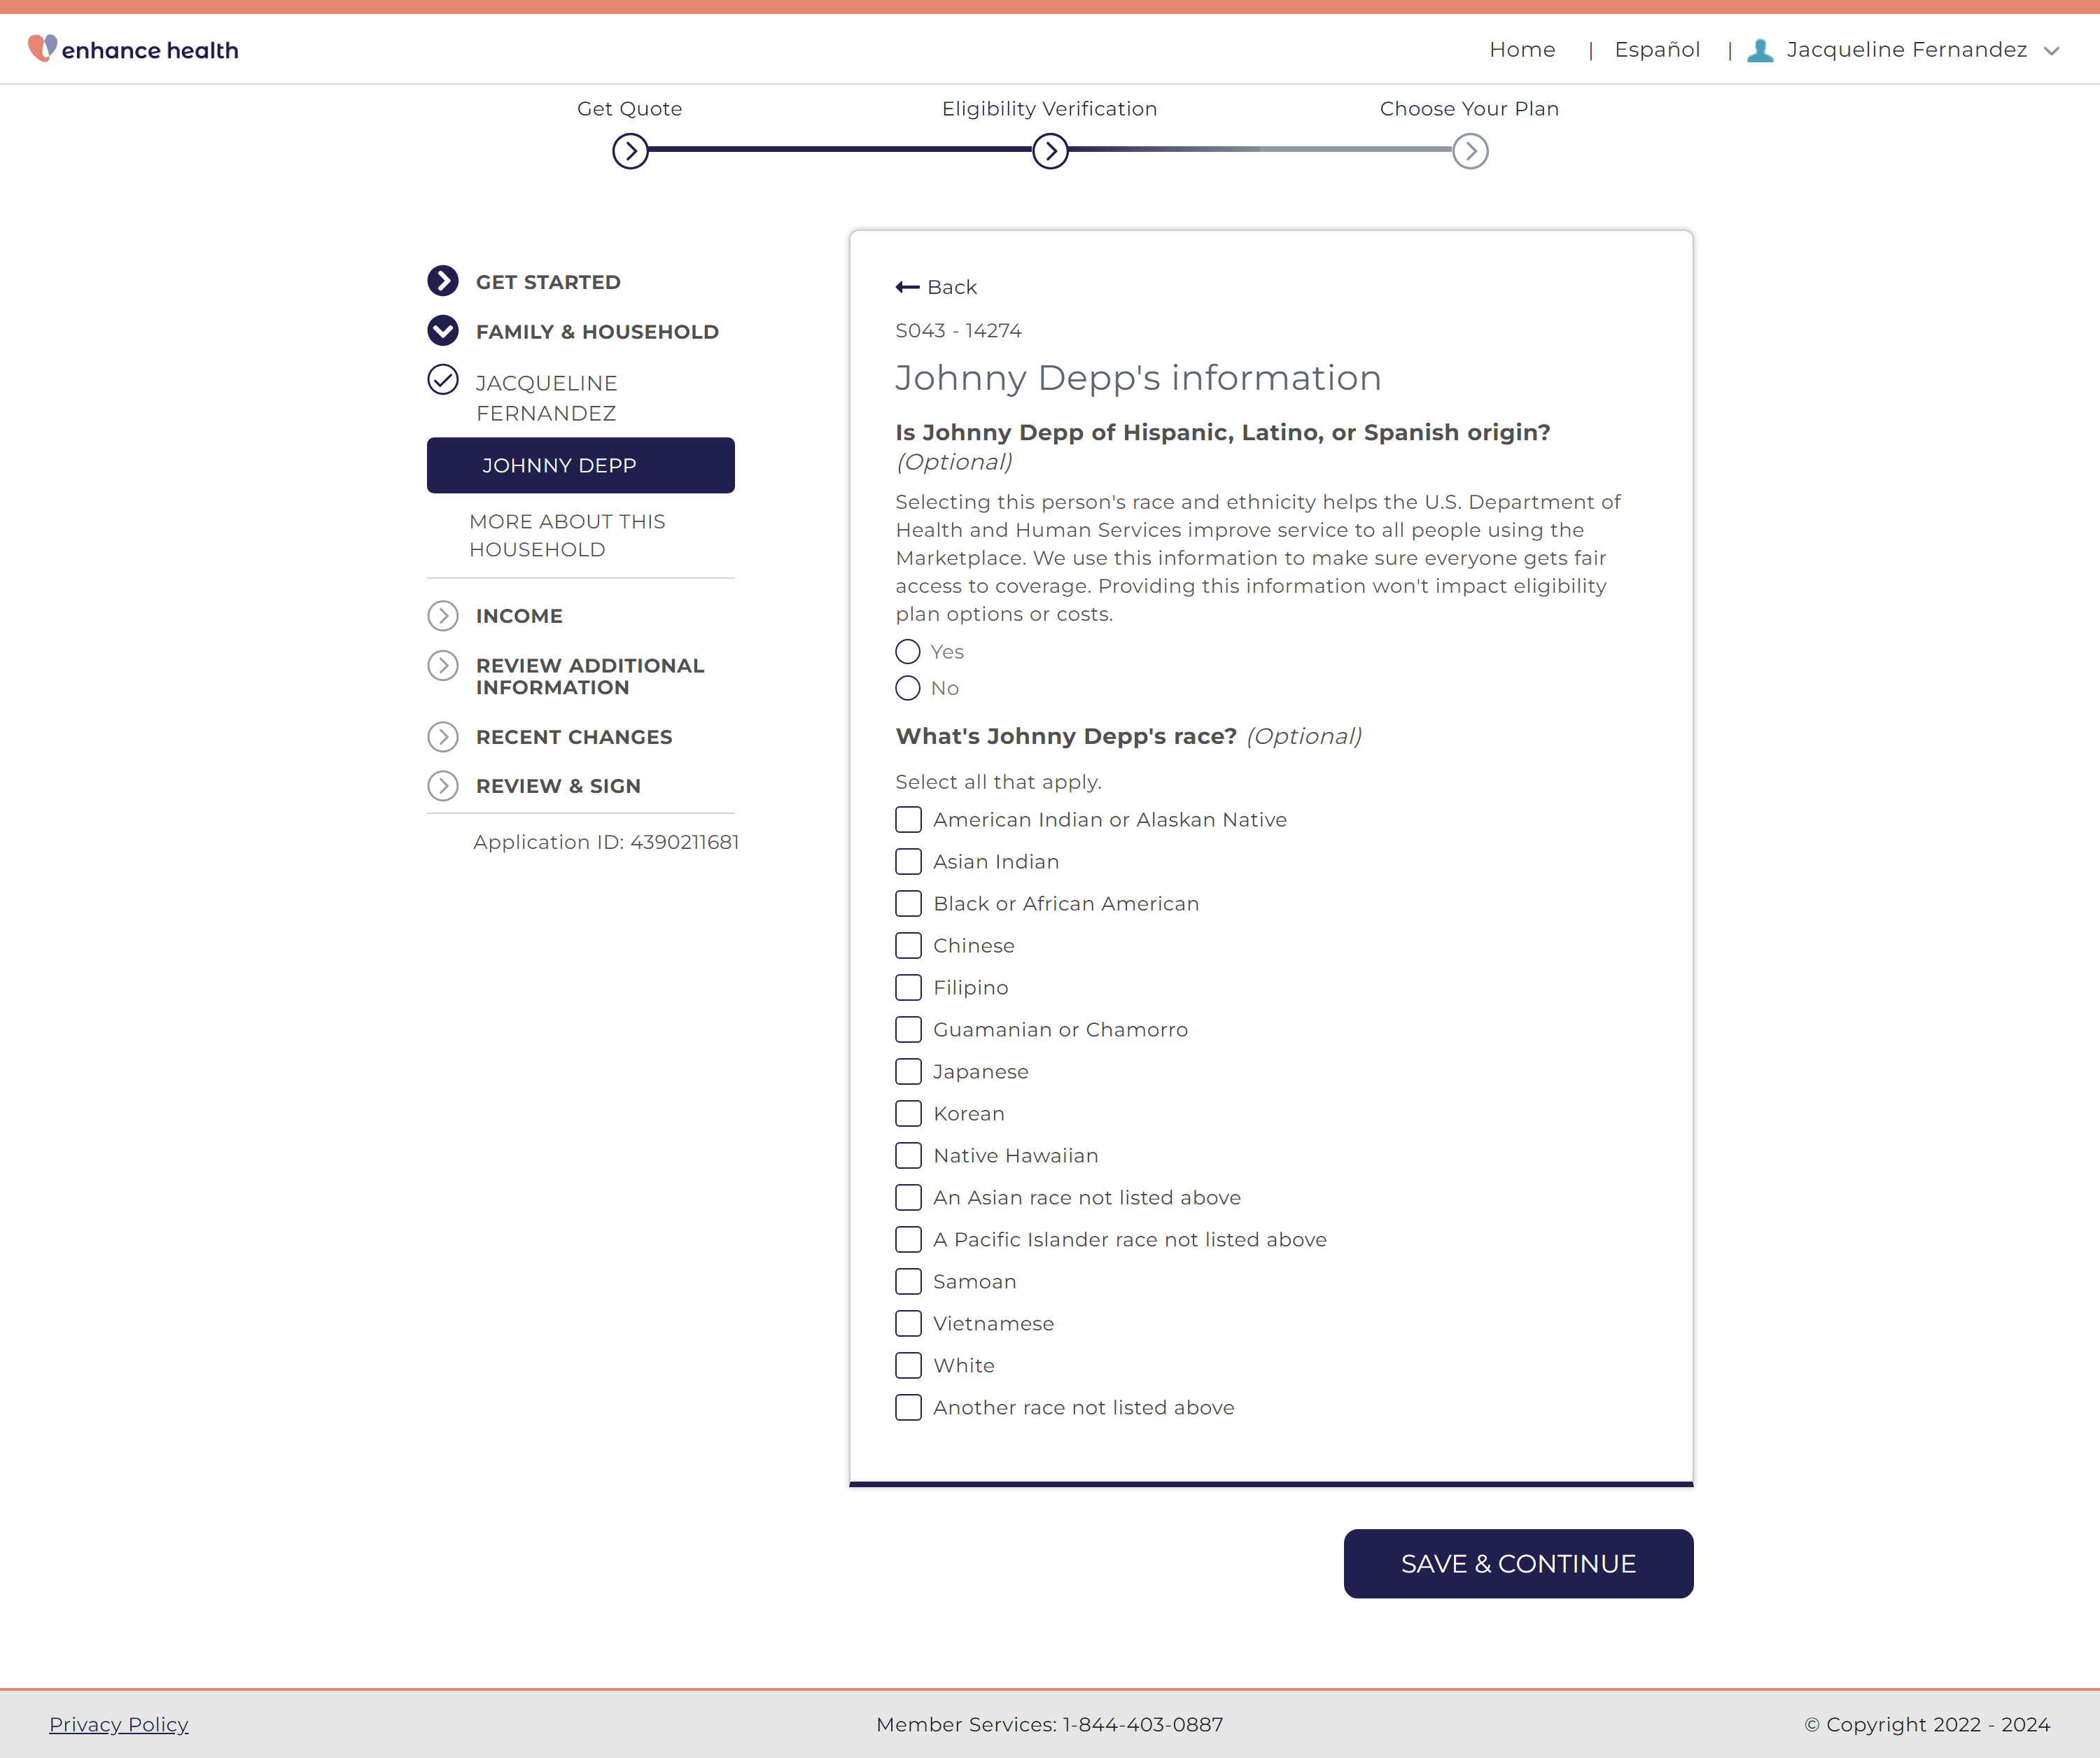 enhance health
Home | Español | Jacqueline Fernandez
Get Quote
Eligibility Verification
Choose Your Plan
GET STARTED
FAMILY & HOUSEHOLD
JACQUELINE
FERNANDEZ
JOHNNY DEPP
MORE ABOUT THIS
HOUSEHOLD
INCOME
REVIEW ADDITIONAL
INFORMATION
RECENT CHANGES
REVIEW & SIGN
Application ID: 4390211681
Back
S043 - 14274
Johnny Depp's information
Is Johnny Depp of Hispanic, Latino, or Spanish origin?
(Optional)
Selecting this person's race and ethnicity helps the U.S. Department of
Health and Human Services improve service to all people using the
Marketplace. We use this information to make sure everyone gets fair
access to coverage. Providing this information won't impact eligibility
plan options or costs.
Yes
No
What's Johnny Depp's race? (Optional)
Select all that apply.
American Indian or Alaskan Native
Asian Indian
Black or African American
Chinese
Filipino
Guamanian or Chamorro
Japanese
Korean
Native Hawaiian
An Asian race not listed above
A Pacific Islander race not listed above
Samoan
Vietnamese
White
Another race not listed above
SAVE & CONTINUE
Privacy Policy
Member Services: 1-844-403-0887
© Copyright 2022 - 2024